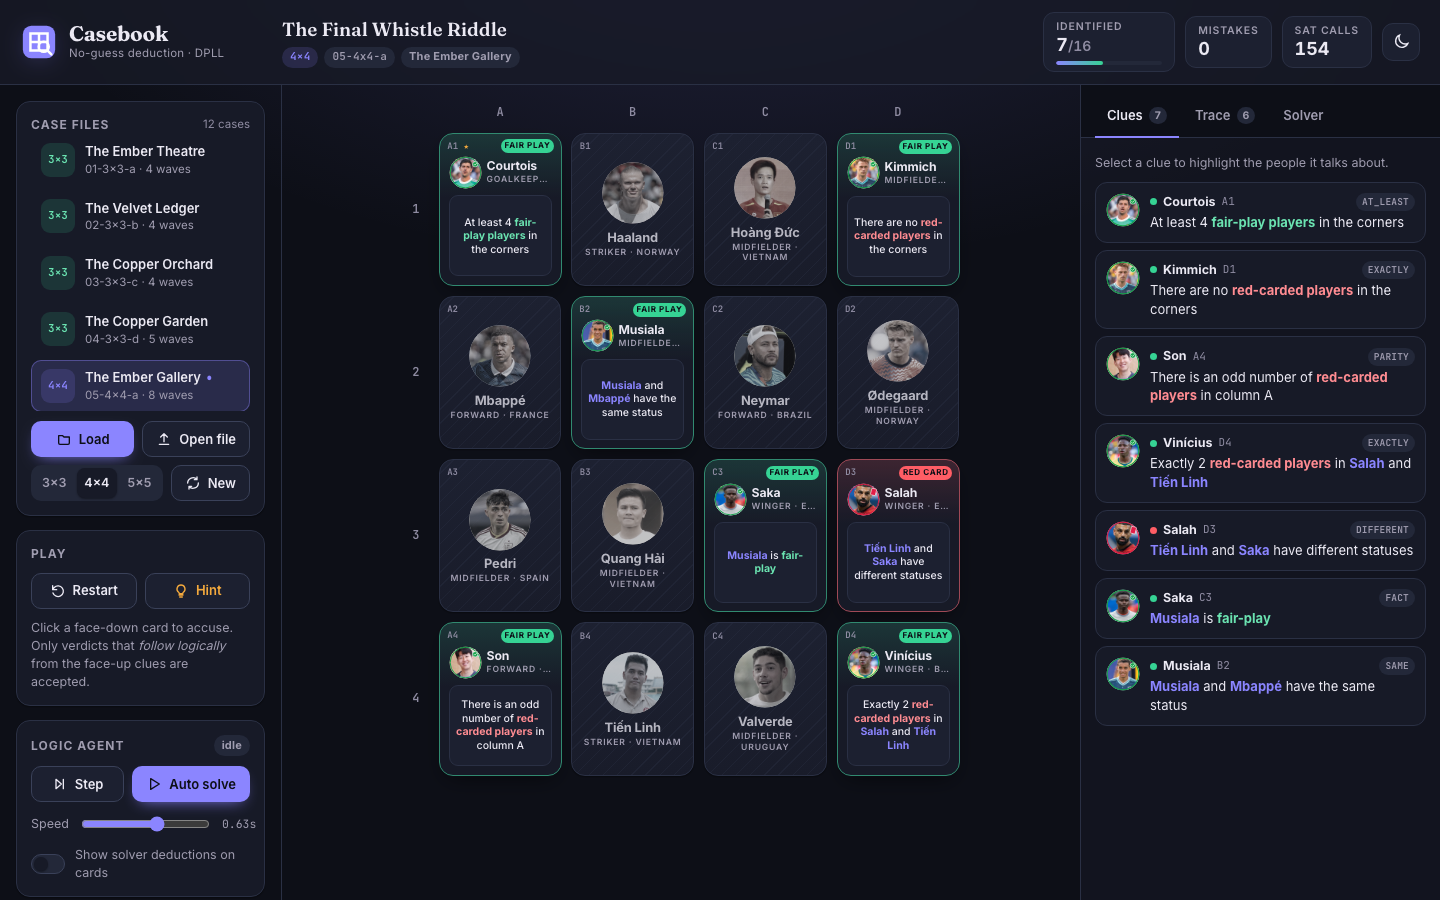 Casebook
No-guess deduction · DPLL
The Final Whistle Riddle
4×4
05-4x4-a
The Ember Gallery
IDENTIFIED
7/16
MISTAKES
0
SAT CALLS
154
CASE FILES
12 cases
3×3
The Ember Theatre
01-3×3-a · 4 waves
3×3
The Velvet Ledger
02-3×3-b · 4 waves
3×3
The Copper Orchard
03-3×3-c · 4 waves
3×3
The Copper Garden
04-3×3-d · 5 waves
4×4
The Ember Gallery
05-4×4-a · 8 waves
Load
Open file
3×3
4×4
5×5
New
PLAY
Restart
Hint
Click a face-down card to accuse.
Only verdicts that follow logically
from the face-up clues are
accepted.
LOGIC AGENT
idle
Step
Auto solve
Speed
0.63s
Show solver deductions on
cards
A
B
C
D
1
A1 ★
FAIR PLAY
Courtois
GOALKEEP…
At least 4 fair-
play players in
the corners
B1
Haaland
STRIKER · NORWAY
C1
Hoàng Đức
MIDFIELDER ·
VIETNAM
D1
FAIR PLAY
Kimmich
MIDFIELDE…
There are no red-
carded players in
the corners
2
A2
Mbappé
FORWARD · FRANCE
B2
FAIR PLAY
Musiala
MIDFIELDE…
Musiala and
Mbappé have the
same status
C2
Neymar
FORWARD · BRAZIL
D2
Ødegaard
MIDFIELDER ·
NORWAY
3
A3
Pedri
MIDFIELDER · SPAIN
B3
Quang Hải
MIDFIELDER ·
VIETNAM
C3
FAIR PLAY
Saka
WINGER · E…
Musiala is fair-
play
D3
RED CARD
Salah
WINGER · E…
Tiến Linh and
Saka have
different statuses
4
A4
FAIR PLAY
Son
FORWARD ·…
There is an odd
number of red-
carded players in
column A
B4
Tiến Linh
STRIKER · VIETNAM
C4
Valverde
MIDFIELDER ·
URUGUAY
D4
FAIR PLAY
Vinícius
WINGER · B…
Exactly 2 red-
carded players in
Salah and Tiến
Linh
Clues 7
Trace 6
Solver
Select a clue to highlight the people it talks about.
Courtois A1
AT_LEAST
At least 4 fair-play players in the corners
Kimmich D1
EXACTLY
There are no red-carded players in the
corners
Son A4
PARITY
There is an odd number of red-carded
players in column A
Vinícius D4
EXACTLY
Exactly 2 red-carded players in Salah and
Tiến Linh
Salah D3
DIFFERENT
Tiến Linh and Saka have different statuses
Saka C3
FACT
Musiala is fair-play
Musiala B2
SAME
Musiala and Mbappé have the same
status